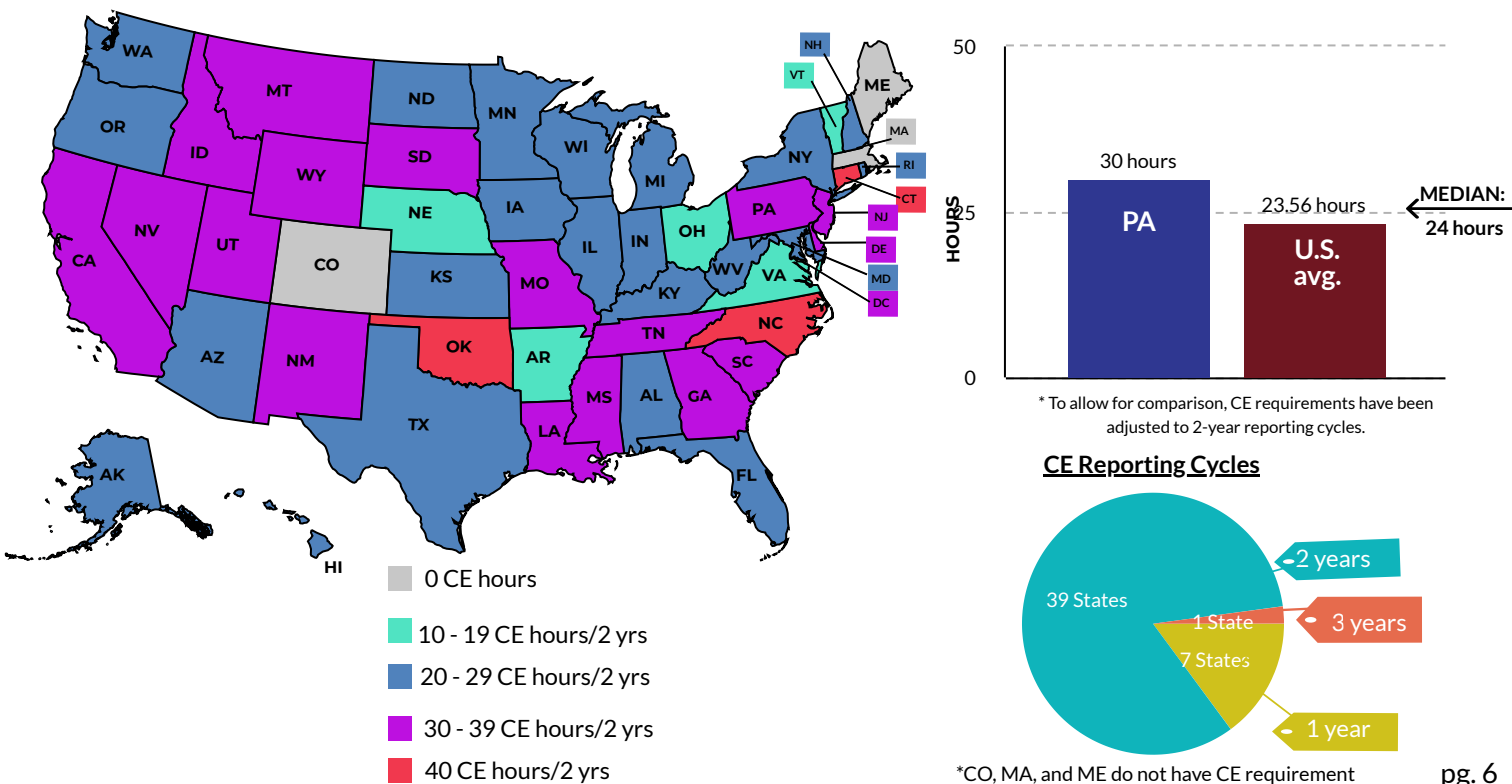 WA
OR
CA
NV
ID
MT
WY
UT
AZ
CO
NM
ND
SD
NE
KS
OK
TX
MN
IA
MO
AR
LA
WI
IL
MI
IN
OH
KY
TN
MS
AL
GA
FL
SC
NC
VA
WV
PA
NY
ME
NH
VT
MA
RI
CT
NJ
DE
MD
DC
AK
HI
0 CE hours
10 - 19 CE hours/2 yrs
20 - 29 CE hours/2 yrs
30 - 39 CE hours/2 yrs
40 CE hours/2 yrs
50
25
0
HOURS
30 hours
PA
23.56 hours
U.S.
avg.
MEDIAN:
24 hours
* To allow for comparison, CE requirements have been
adjusted to 2-year reporting cycles.
CE Reporting Cycles
39 States
1 State
7 States
2 years
3 years
1 year
*CO, MA, and ME do not have CE requirement
pg. 6